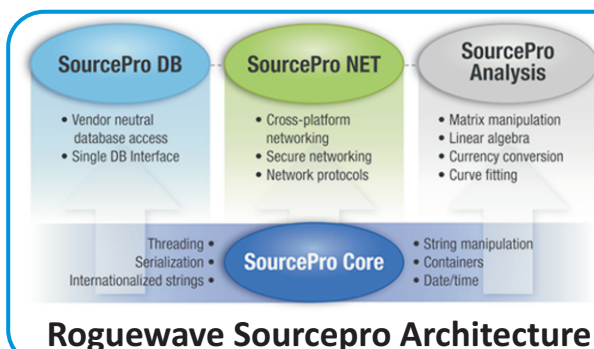 SourcePro DB
• Vendor neutral
database access
• Single DB Interface
SourcePro NET
• Cross-platform
networking
• Secure networking
• Network protocols
SourcePro
Analysis
• Matrix manipulation
• Linear algebra
• Currency conversion
• Curve fitting
Threading •
Serialization •
Internationalized strings •
SourcePro Core
• String manipulation
• Containers
• Date/time
Roguewave Sourcepro Architecture